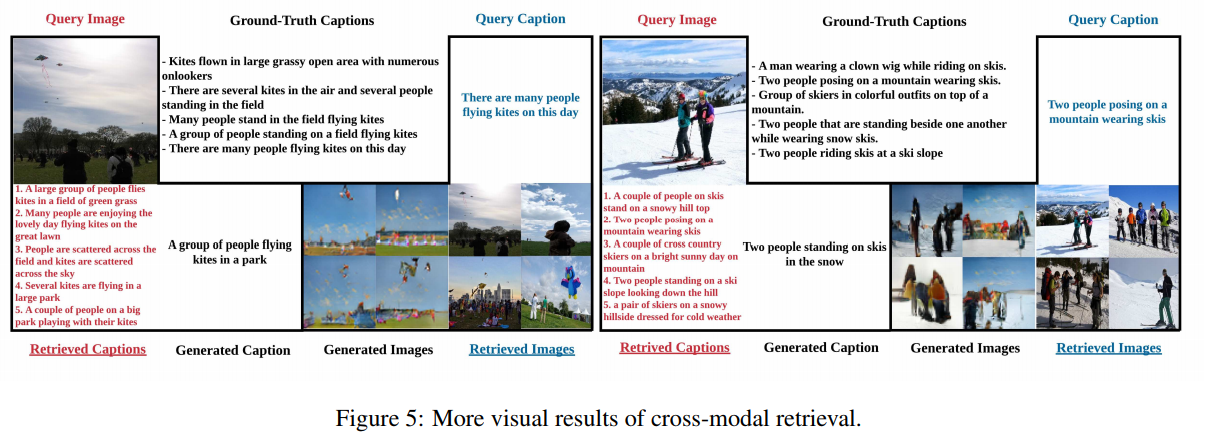 Query Image
Ground-Truth Captions
Query Caption
- Kites flown in large grassy open area with numerous
onlookers
- There are several kites in the air and several people
standing in the field
- Many people stand in the field flying kites
- A group of people standing on a field flying kites
- There are many people flying kites on this day
There are many people
flying kites on this day
1. A large group of people flies
kites in a field of green grass
2. Many people are enjoying the
lovely day flying kites on the
great lawn
3. People are scattered across the
field and kites are scattered
across the sky
4. Several kites are flying in a
large park
5. A couple of people on a big
park playing with their kites
A group of people flying
kites in a park
Retrieved Captions
Generated Caption
Generated Images
Retrieved Images
Query Image
Ground-Truth Captions
Query Caption
- A man wearing a clown wig while riding on skis.
- Two people posing on a mountain wearing skis.
- Group of skiers in colorful outfits on top of a
mountain.
- Two people that are standing beside one another
while wearing snow skis.
- Two people riding skis at a ski slope
Two people posing on a
mountain wearing skis
1. A couple of people on skis
stand on a snowy hill top
2. Two people posing on a
mountain wearing skis
3. A couple of cross country
skiers on a bright sunny day on
mountain
4. Two people standing on a ski
slope looking down the hill
5. a pair of skiers on a snowy
hillside dressed for cold weather
Two people standing on skis
in the snow
Retrived Captions
Generated Caption
Generated Images
Retrieved Images
Figure 5: More visual results of cross-modal retrieval.